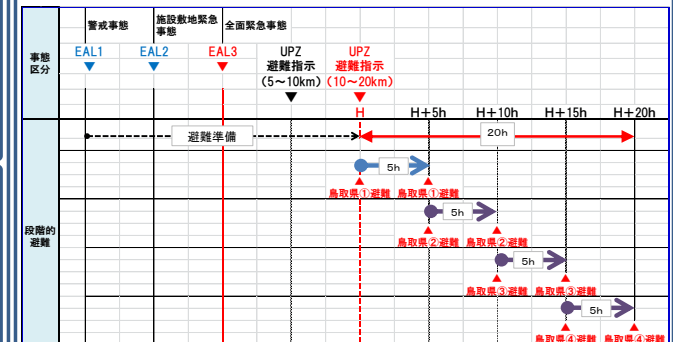 警戒事態
施設敷地緊急
事態
全面緊急事態
事態
区分
EAL1
EAL2
EAL3
UPZ
避難指示
(5～10km)
UPZ
避難指示
(10～20km)
H
H+5h
H+10h
H+15h
H+20h
避難準備
20h
5h
鳥取県①避難
鳥取県①避難
5h
鳥取県②避難
鳥取県②避難
段階的
避難
5h
鳥取県③避難
鳥取県③避難
5h
鳥取県④避難
鳥取県④避難